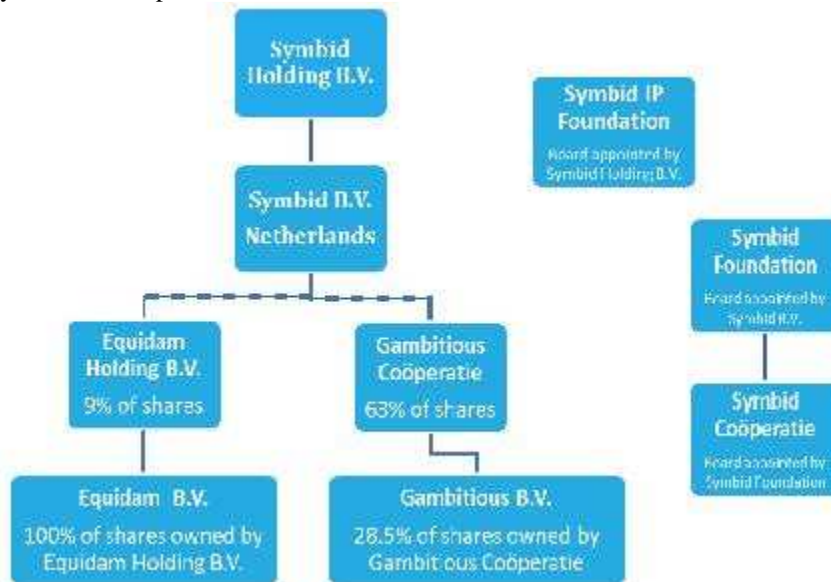 Symbid
Holding B.V.
Symbid IP
Foundation
Board appointed by
Symbid Holding B.V.
Symbid B.V.
Netherlands
Symbid
Foundation
Board appointed by
Symbid B.V.
Equidam
Holding B.V.
9% of shares
Gambitious
Coöperatie
63% of shares
Symbid
Coöperatie
Board appointed by
Symbid Foundation
Equidam B.V.
100% of shares owned by
Equidam Holding B.V.
Gambitious B.V.
28.5% of shares owned by
Gambitious Coöperatie